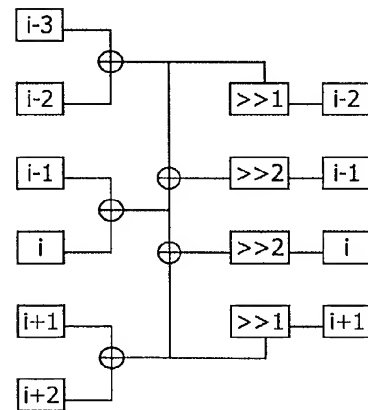 i-3
i-2 >>1 i-2
i-1 >>2 i-1
i >>2 i
i+1 >>1 i+1
i+2